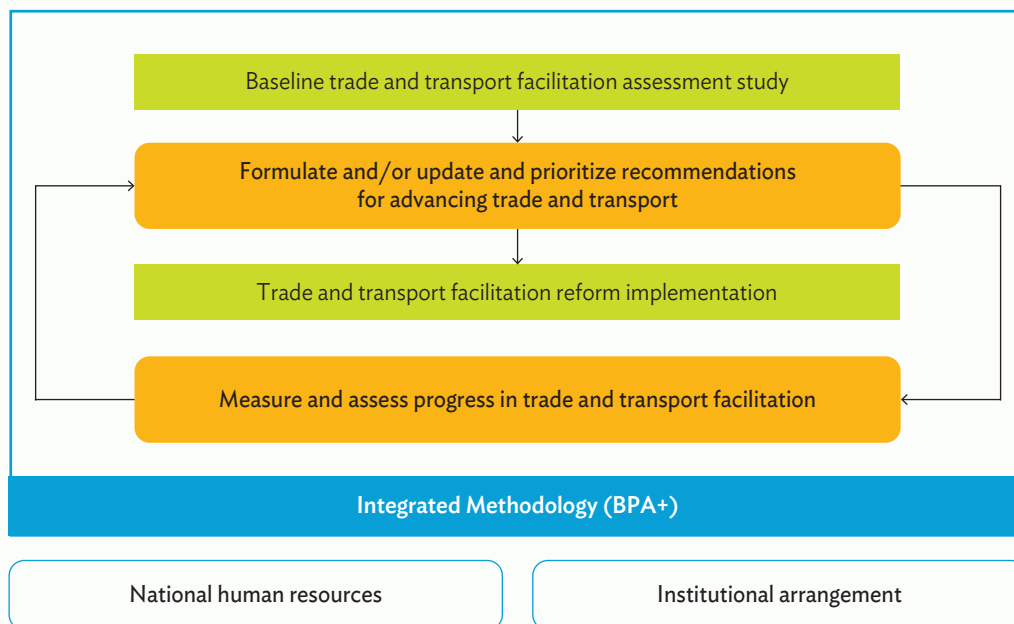 Baseline trade and transport facilitation assessment study
Formulate and/or update and prioritize recommendations
for advancing trade and transport
Trade and transport facilitation reform implementation
Measure and assess progress in trade and transport facilitation
Integrated Methodology (BPA+)
National human resources
Institutional arrangement